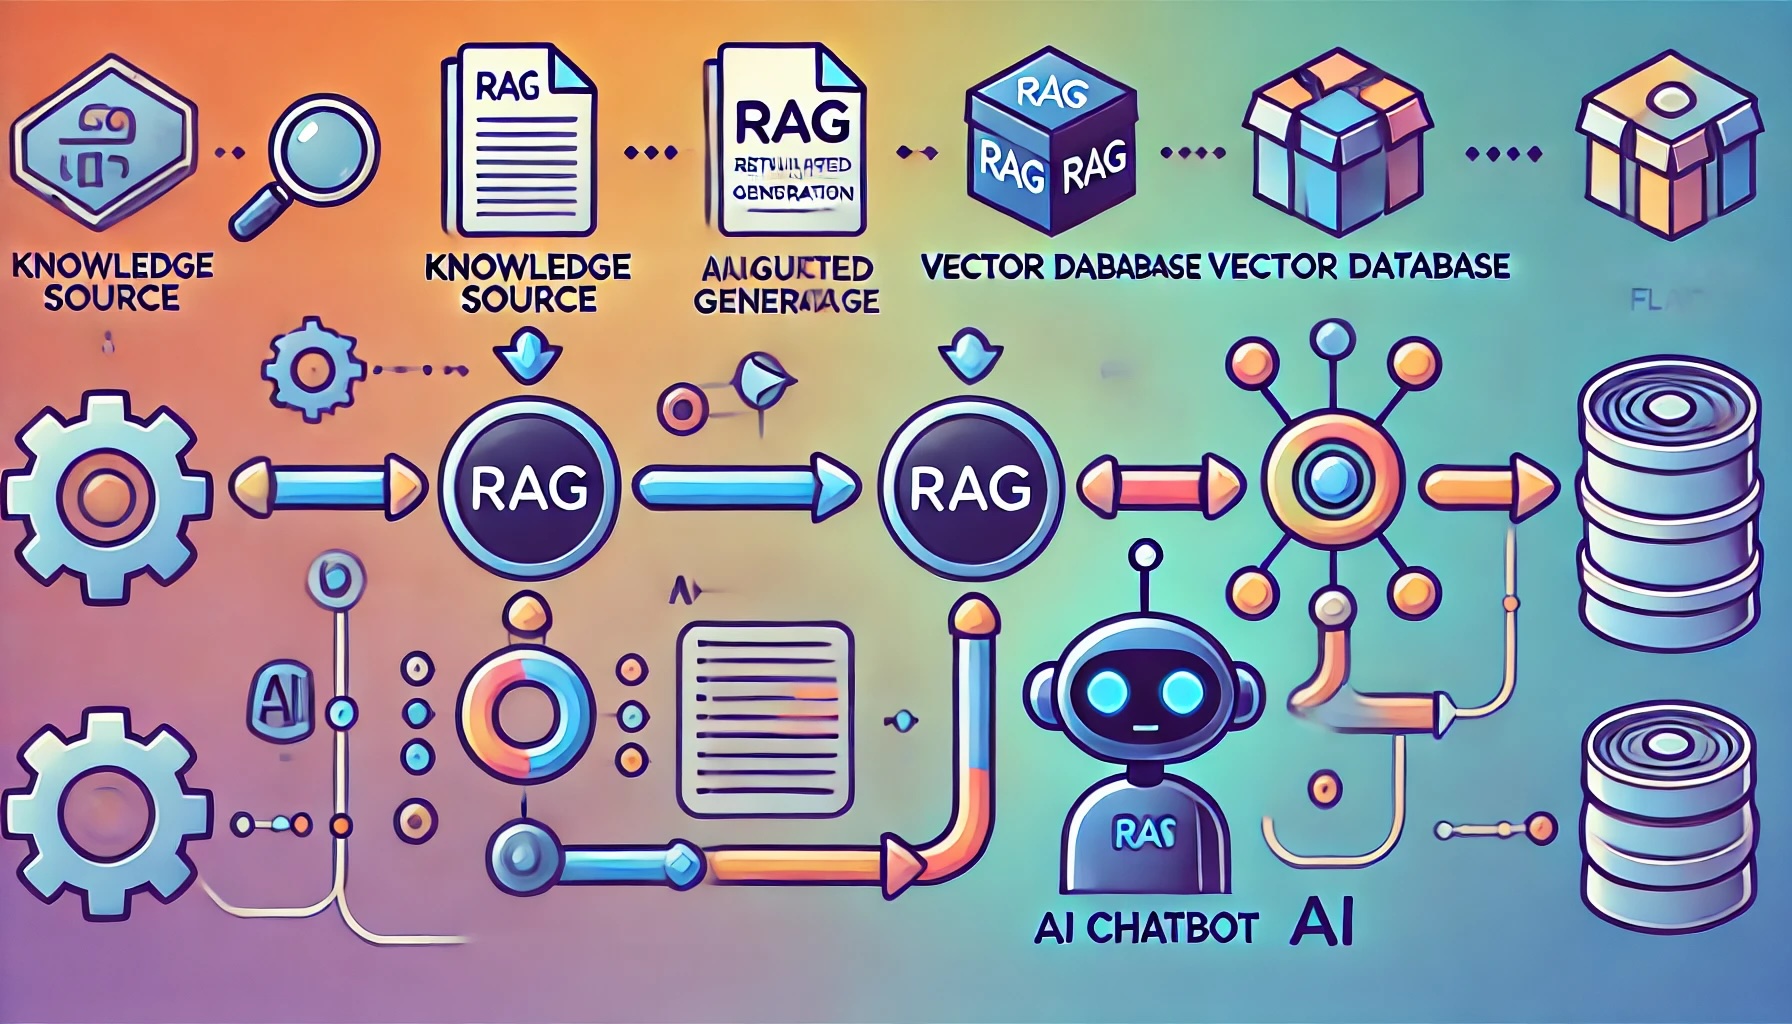 RAG
RAG
GENERATION
RAG
RAG
RAG
KNOWLEDGE
SOURCE
KNOWLEDGE
SOURCE
VECTOR DABABASE
VECTOR DATABASE
RAG
RAG
AI
RAS
AI CHATBOT
AI